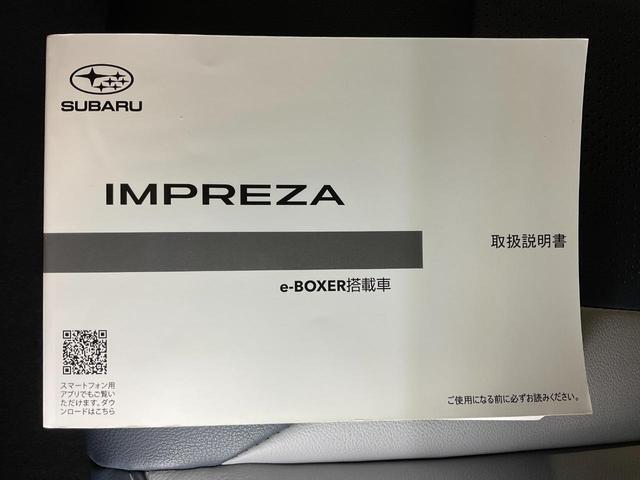 SUBARU
IMPREZA
取扱説明書
e-BOXER搭載車
スマートフォン用
アプリでもご覧い
ただけます。ダウ
ンロードはこちら
ご使用になる前に必ずお読みください。